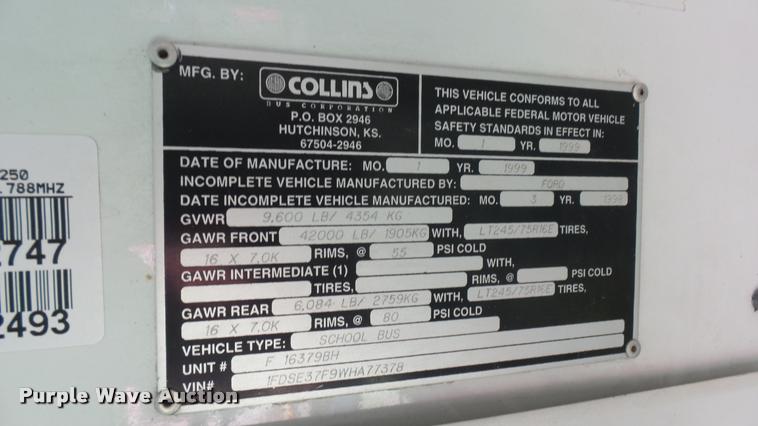 MFG. BY:
COLLINS
BUS CORPORATION
P.O. BOX 2946
HUTCHINSON, KS.
67504-2946
THIS VEHICLE CONFORMS TO ALL
APPLICABLE FEDERAL MOTOR VEHICLE
SAFETY STANDARDS IN EFFECT IN:
MO. 1 YR. 1999
DATE OF MANUFACTURE: MO. 1 YR. 1999
INCOMPLETE VEHICLE MANUFACTURED BY: FORD
DATE INCOMPLETE VEHICLE MANUFACTURED: MO. 3 YR. 1998
GVWR 9,600 LB/ 4354 KG
GAWR FRONT 42000 LB/ 1905KG WITH, LT245/75R16E TIRES,
16 X 7.0K RIMS, @ 55 PSI COLD
GAWR INTERMEDIATE (1) WITH,
TIRES, RIMS, @ PSI COLD
GAWR REAR 6,084 LB/ 2759KG WITH, LT245/75R16E TIRES,
16 X 7.0K RIMS, @ 80 PSI COLD
VEHICLE TYPE: SCHOOL BUS
UNIT # F 16379BH
VIN# 1FDSE37F9WHA77378
250
788MHZ
2747
2493
Purple Wave Auction